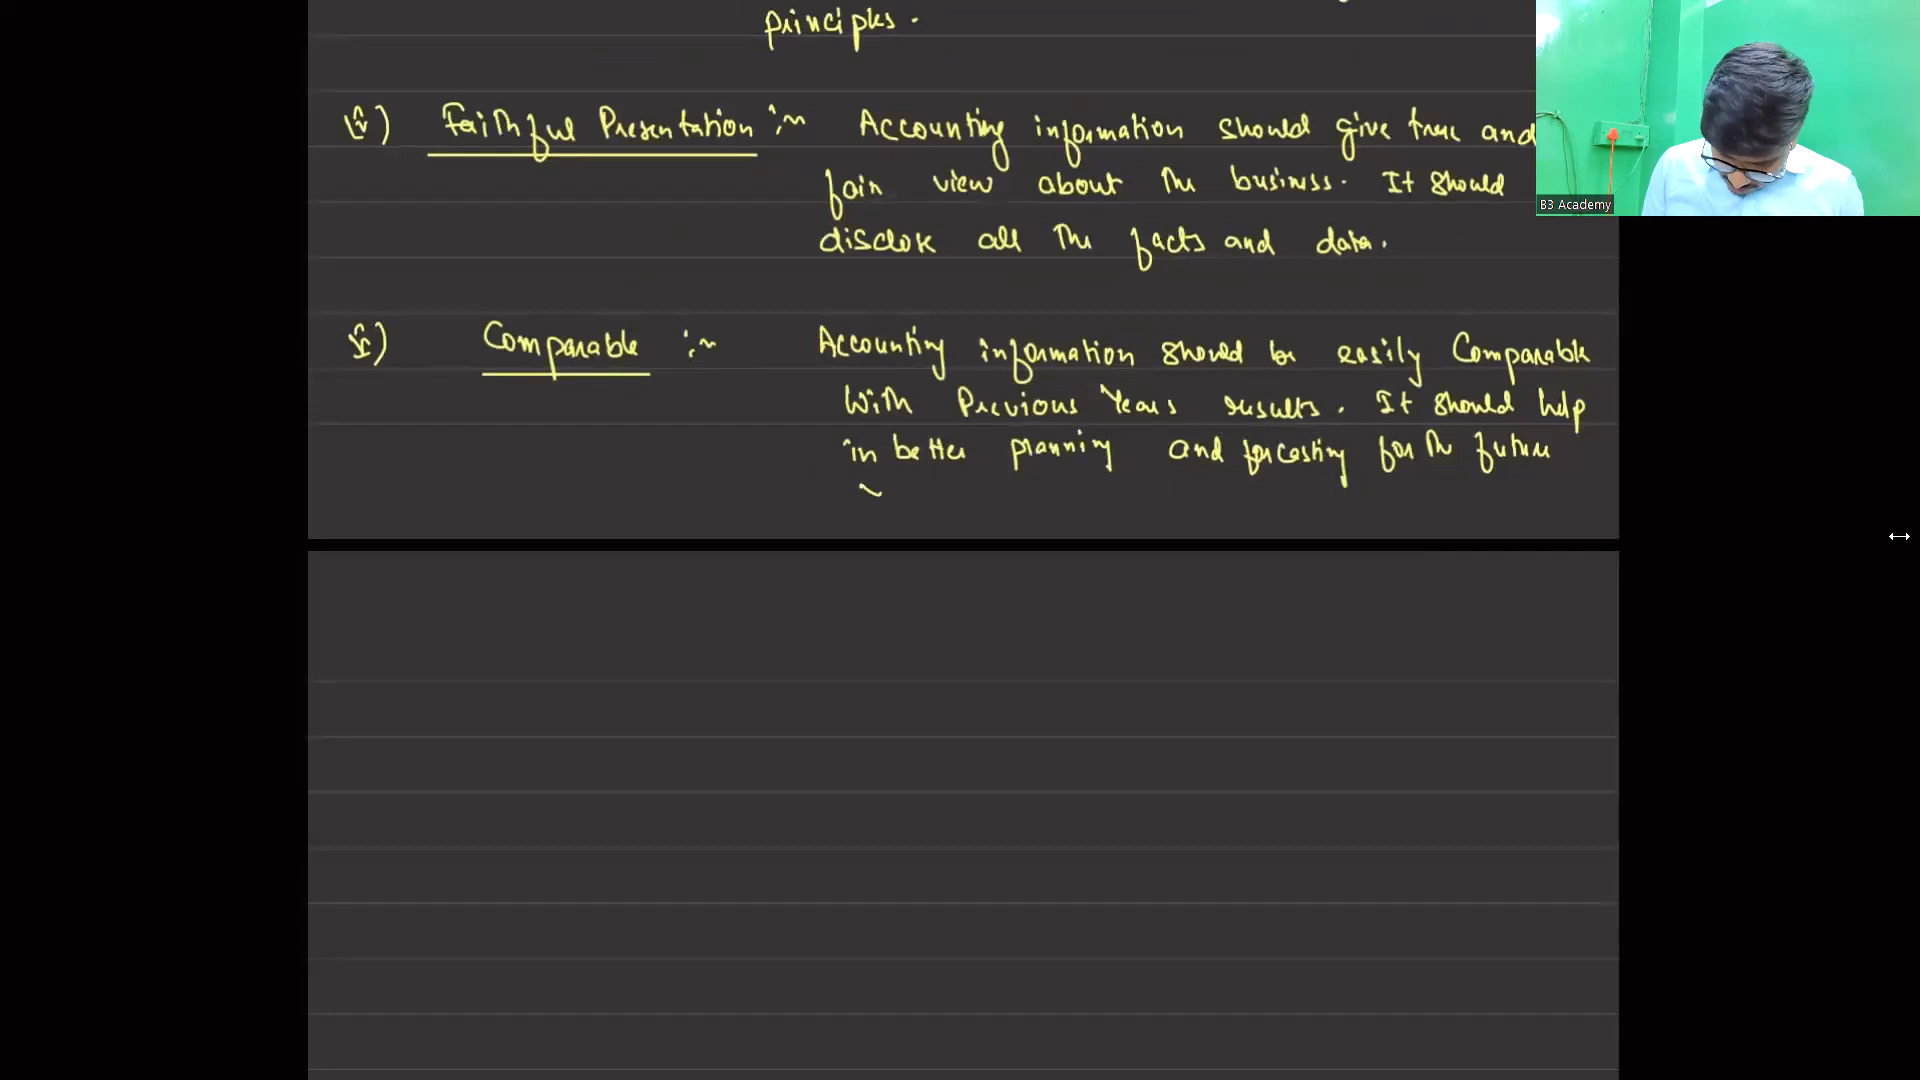 principles.
B3 Academy
v) Faithful Presentation :~ Accounting information should give true and
fair view about the business. It should
disclose all the facts and data.
Comparable :~ Accounting information should be easily Comparable
With Previous Years results. It should help
in better planning and forcasting for the future